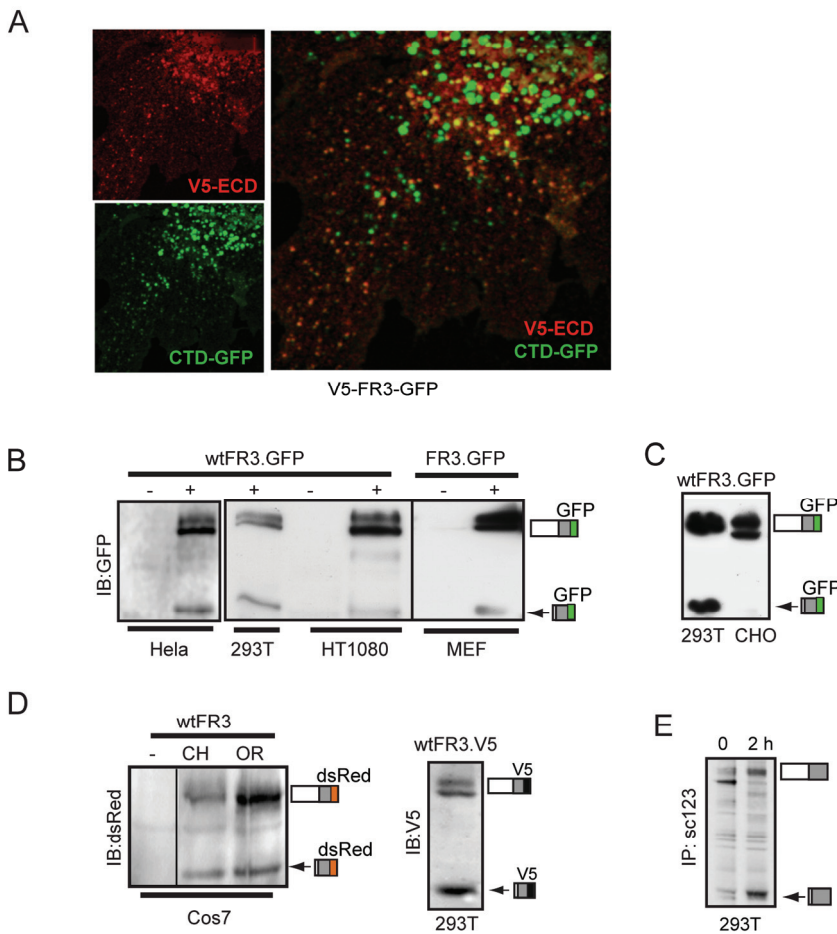 A
V5-ECD
CTD-GFP
V5-ECD
CTD-GFP
V5-FR3-GFP
B
wtFR3.GFP
FR3.GFP
- + + - + - +
IB:GFP
GFP
GFP
Hela
293T
HT1080
MEF
C
wtFR3.GFP
GFP
GFP
293T CHO
D
wtFR3
- CH OR
IB:dsRed
dsRed
dsRed
Cos7
wtFR3.V5
IB:V5
V5
V5
293T
E
0 2 h
IP: sc123
293T